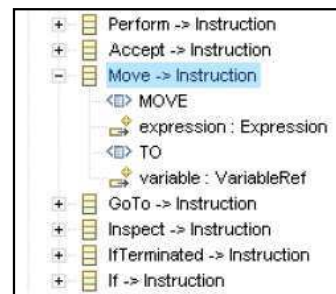 Perform -> Instruction
Accept -> Instruction
Move -> Instruction
MOVE
expression : Expression
TO
variable : VariableRef
GoTo -> Instruction
Inspect -> Instruction
IfTerminated -> Instruction
If -> Instruction